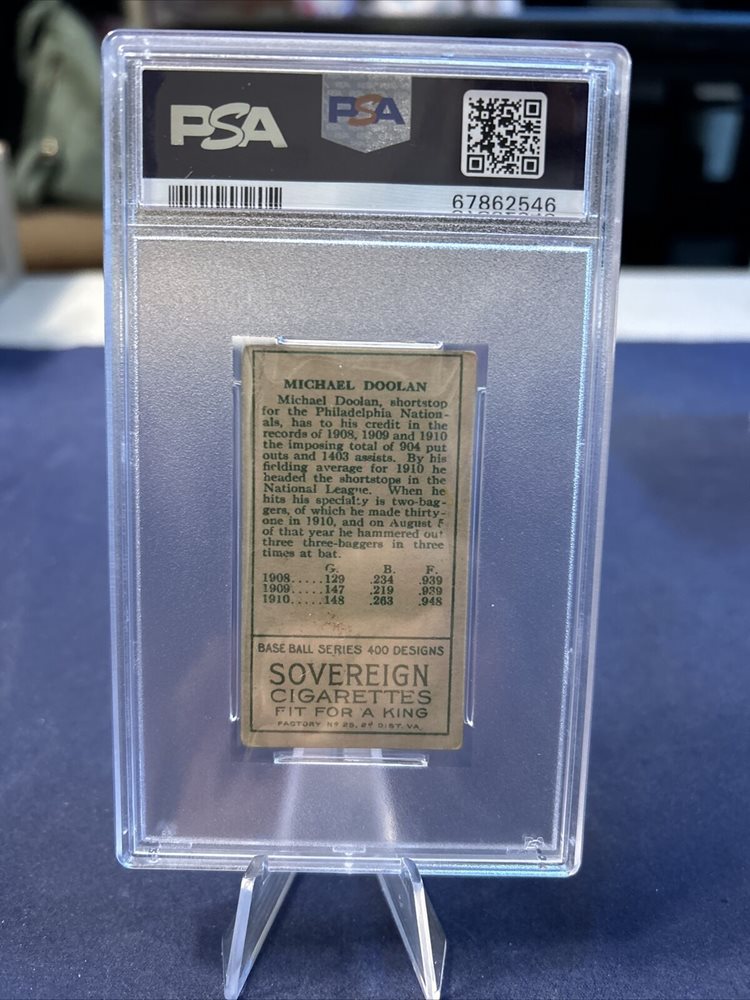 PSA PSA
67862546
MICHAEL DOOLAN
Michael Doolan, shortstop
for the Philadelphia Nation-
als, has to his credit in the
records of 1908, 1909 and 1910
the imposing total of 904 put
outs and 1403 assists. By his
fielding average for 1910 he
headed the shortstops in the
National League. When he
hits his specialty is two-bag-
gers, of which he made thirty-
one in 1910, and on August 5
of that year he hammered out
three three-baggers in three
times at bat.
G. B. F.
1908.....129 .234 .939
1909.....147 .219 .939
1910.....148 .263 .948
BASE BALL SERIES 400 DESIGNS
SOVEREIGN
CIGARETTES
FIT FOR A KING
FACTORY Nº 25, 2ᴰ DIST. VA.